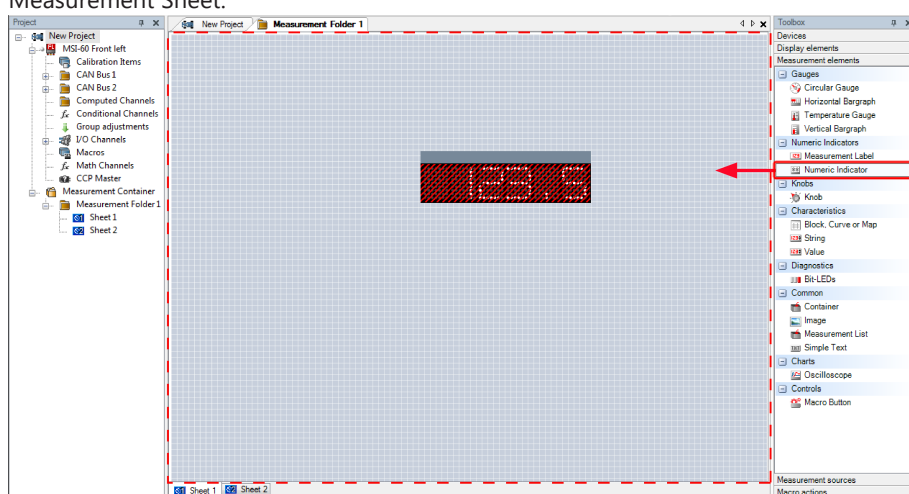 Measurement Sheet.
Project
New Project
MSI-60 Front left
Calibration Items
CAN Bus 1
CAN Bus 2
Computed Channels
Conditional Channels
Group adjustments
I/O Channels
Macros
Math Channels
CCP Master
Measurement Container
Measurement Folder 1
Sheet 1
Sheet 2
New Project
Measurement Folder 1
123.5
Sheet 1
Sheet 2
Toolbox
Devices
Display elements
Measurement elements
Gauges
Circular Gauge
Horizontal Bargraph
Temperature Gauge
Vertical Bargraph
Numeric Indicators
Measurement Label
Numeric Indicator
Knobs
Knob
Characteristics
Block, Curve or Map
String
Value
Diagnostics
Bit-LEDs
Common
Container
Image
Measurement List
Simple Text
Charts
Oscilloscope
Controls
Macro Button
Measurement sources
Macro actions